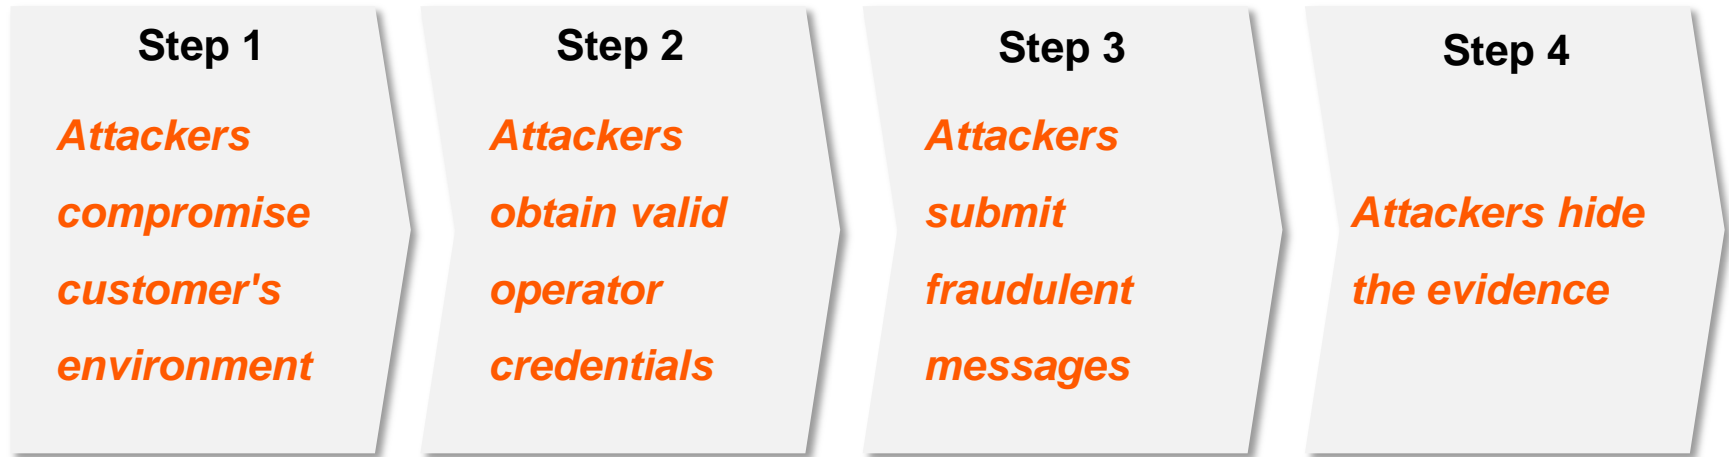 Step 1
Attackers
compromise
customer's
environment
Step 2
Attackers
obtain valid
operator
credentials
Step 3
Attackers
submit
fraudulent
messages
Step 4
Attackers hide
the evidence